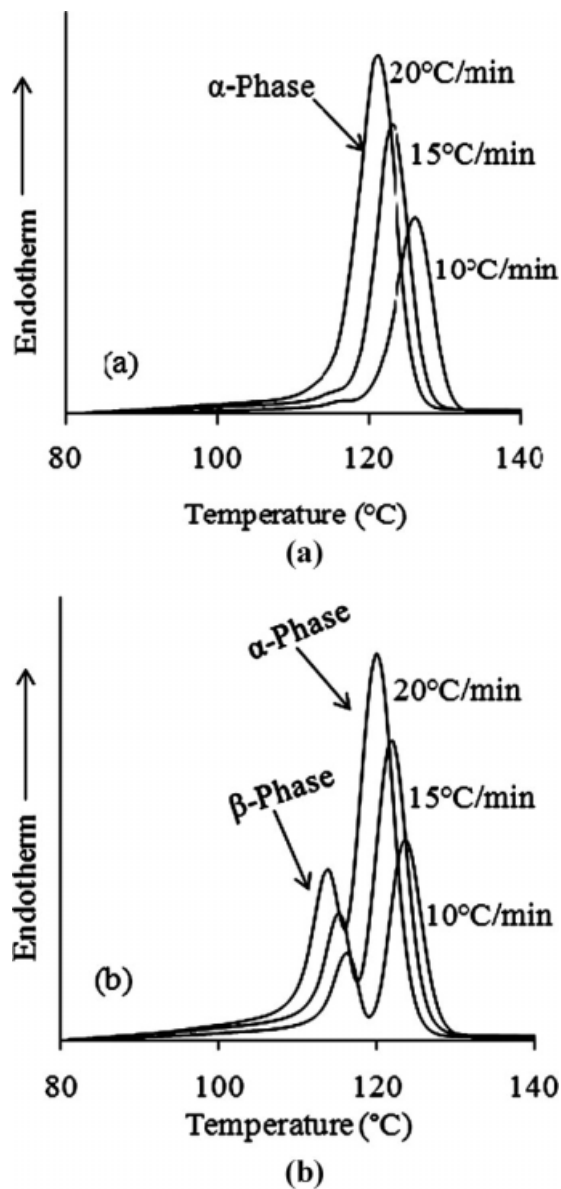 20°C/min
α-Phase
15°C/min
10°C/min
Endotherm
(a)
80 100 120 140
Temperature (°C)
(a)
α-Phase
20°C/min
β-Phase
15°C/min
10°C/min
Endotherm
(b)
80 100 120 140
Temperature (°C)
(b)